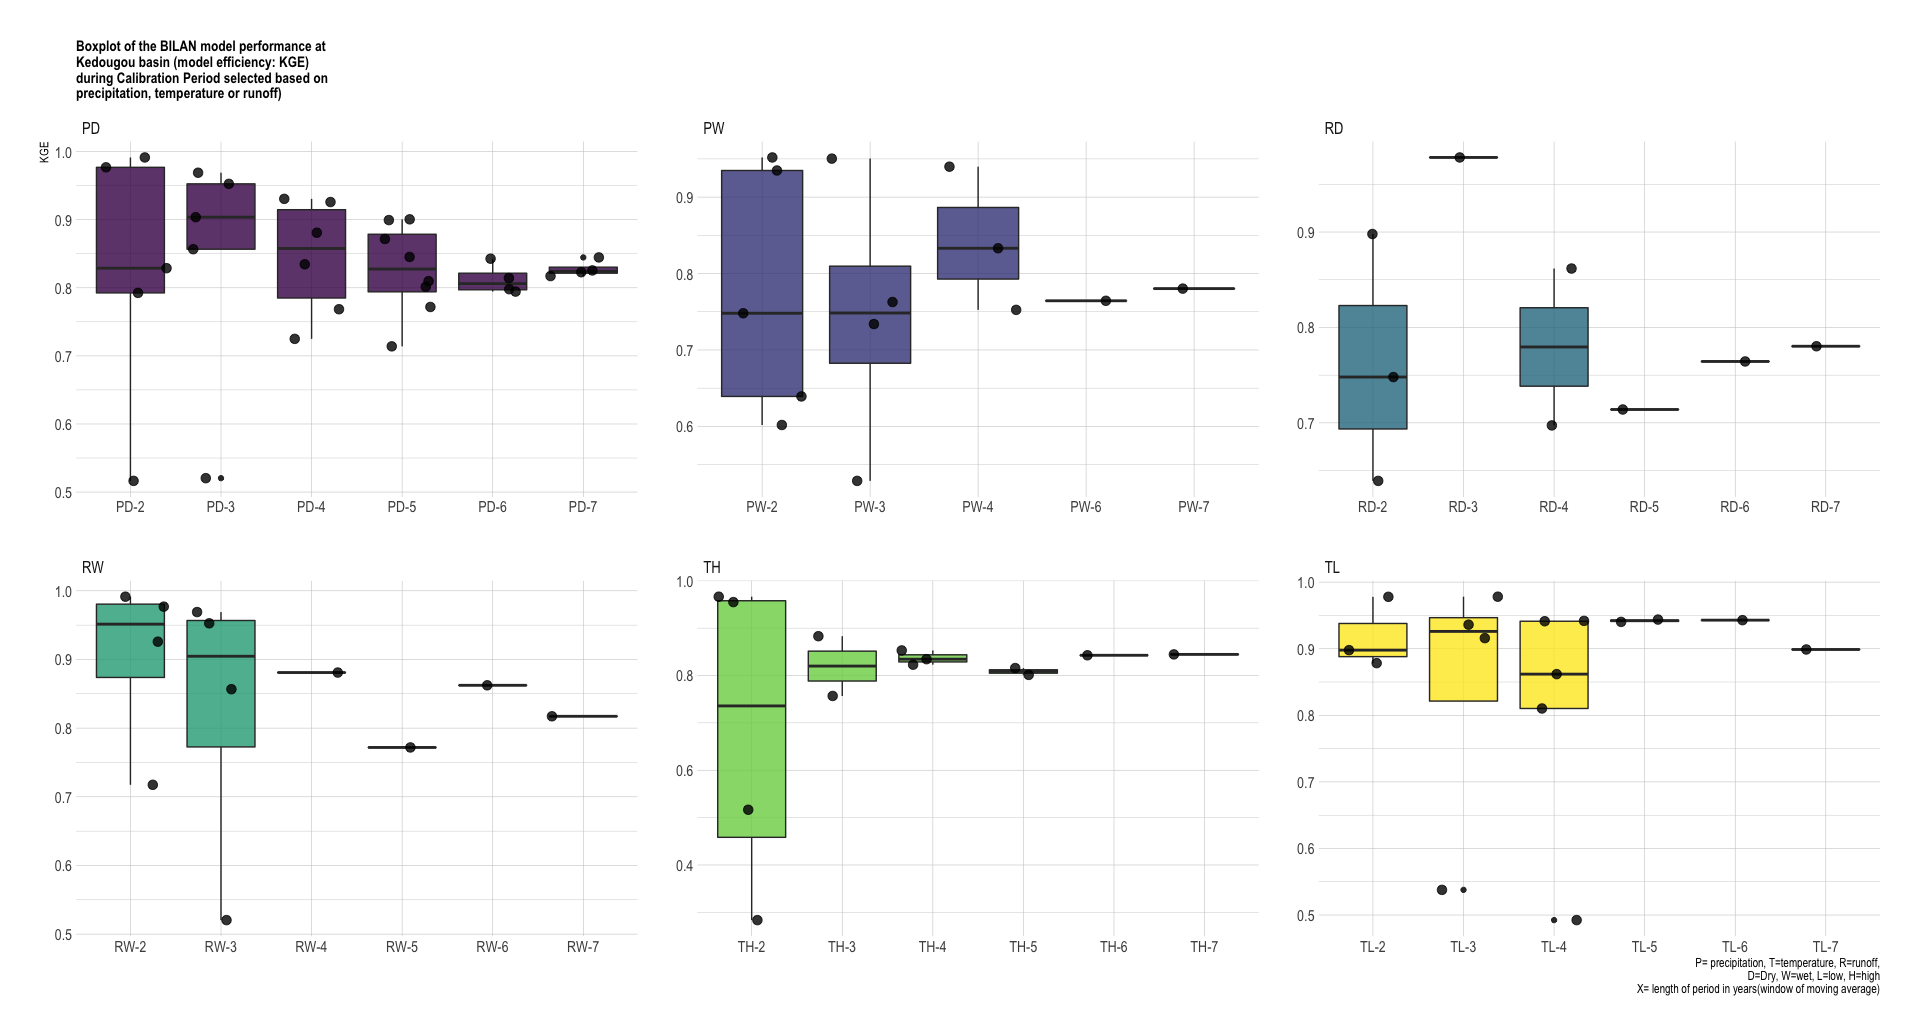 Boxplot of the BILAN model performance at
Kedougou basin (model efficiency: KGE)
during Calibration Period selected based on
precipitation, temperature or runoff)
PD
KGE
1.0
0.9
0.8
0.7
0.6
0.5
PD-2 PD-3 PD-4 PD-5 PD-6 PD-7
PW
0.9
0.8
0.7
0.6
PW-2 PW-3 PW-4 PW-6 PW-7
RD
0.9
0.8
0.7
RD-2 RD-3 RD-4 RD-5 RD-6 RD-7
RW
1.0
0.9
0.8
0.7
0.6
0.5
RW-2 RW-3 RW-4 RW-5 RW-6 RW-7
TH
1.0
0.8
0.6
0.4
TH-2 TH-3 TH-4 TH-5 TH-6 TH-7
TL
1.0
0.9
0.8
0.7
0.6
0.5
TL-2 TL-3 TL-4 TL-5 TL-6 TL-7
P= precipitation, T=temperature, R=runoff,
D=Dry, W=wet, L=low, H=high
X= length of period in years(window of moving average)